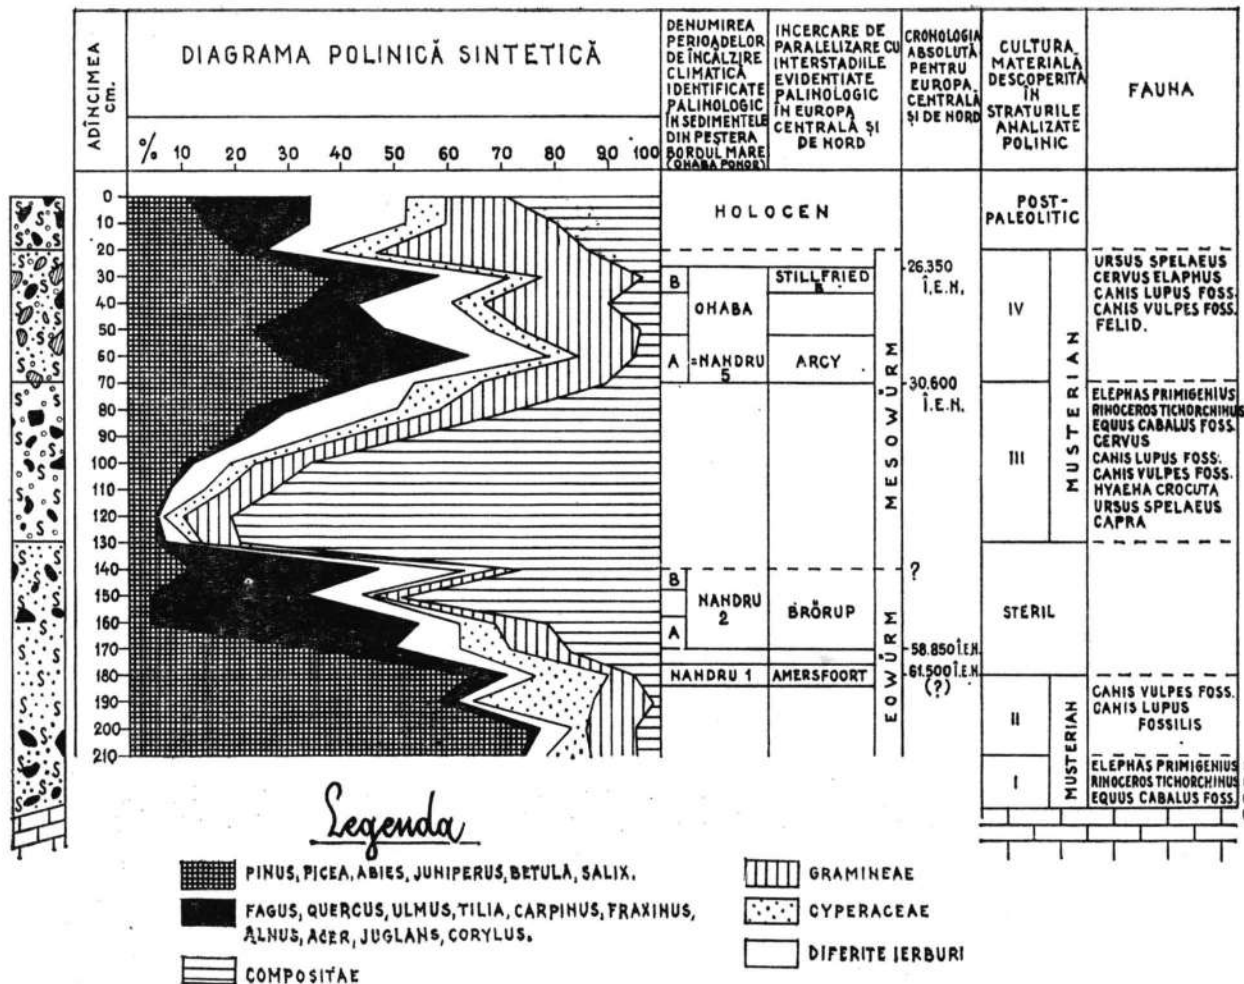 ADÎNCIMEA
cm.
DIAGRAMA POLINICĂ SINTETICĂ
DENUMIREA
PERIOADELOR
DE ÎNCĂLZIRE
CLIMATICĂ
IDENTIFICATE
PALINOLOGIC
ÎN SEDIMENTELE
DIN PEȘTERA
BORDUL MARE
(OHABA PONOR)
INCERCARE DE
PARALELIZARE CU
INTERSTADIILE
EVIDENTIATE
PALINOLOGIC
ÎN EUROPA
CENTRALĂ ȘI
DE NORD
CRONOLOGIA
ABSOLUTĂ
PENTRU
EUROPA
CENTRALĂ
ȘI DE NORD
CULTURA
MATERIALĂ
DESCOPERITĂ
ÎN
STRATURILE
ANALIZATE
POLINIC
FAUNA
% 10 20 30 40 50 60 70 80 90 100
0
10
20
30
40
50
60
70
80
90
100
110
120
130
140
150
160
170
180
190
200
210
HOLOCEN
B
OHABA
A
=NANDRU
5
STILLFRIED
B
ARCY
B
NANDRU
2
A
BRÖRUP
NANDRU 1
AMERSFOORT
MESOWÜRM
EOWÜRM
26.350
Î.E.N.
30.600
Î.E.N.
?
58.850 Î.E.N.
61.500 Î.E.N.
(?)
POST-
PALEOLITIC
IV
III
MUSTERIAN
STERIL
II
I
MUSTERIAN
URSUS SPELAEUS
CERVUS ELAPHUS
CANIS LUPUS FOSS.
CANIS VULPES FOSS.
FELID.
ELEPHAS PRIMIGENIUS
RINOCEROS TICHORCHINUS
EQUUS CABALUS FOSS.
CERVUS
CANIS LUPUS FOSS.
CANIS VULPES FOSS.
HYAENA CROCUTA
URSUS SPELAEUS
CAPRA
CANIS VULPES FOSS.
CANIS LUPUS
FOSSILIS
ELEPHAS PRIMIGENIUS
RINOCEROS TICHORCHINUS
EQUUS CABALUS FOSS.
Legenda
PINUS, PICEA, ABIES, JUNIPERUS, BETULA, SALIX.
FAGUS, QUERCUS, ULMUS, TILIA, CARPINUS, FRAXINUS,
ALNUS, ACER, JUGLANS, CORYLUS.
COMPOSITAE
GRAMINEAE
CYPERACEAE
DIFERITE IERBURI